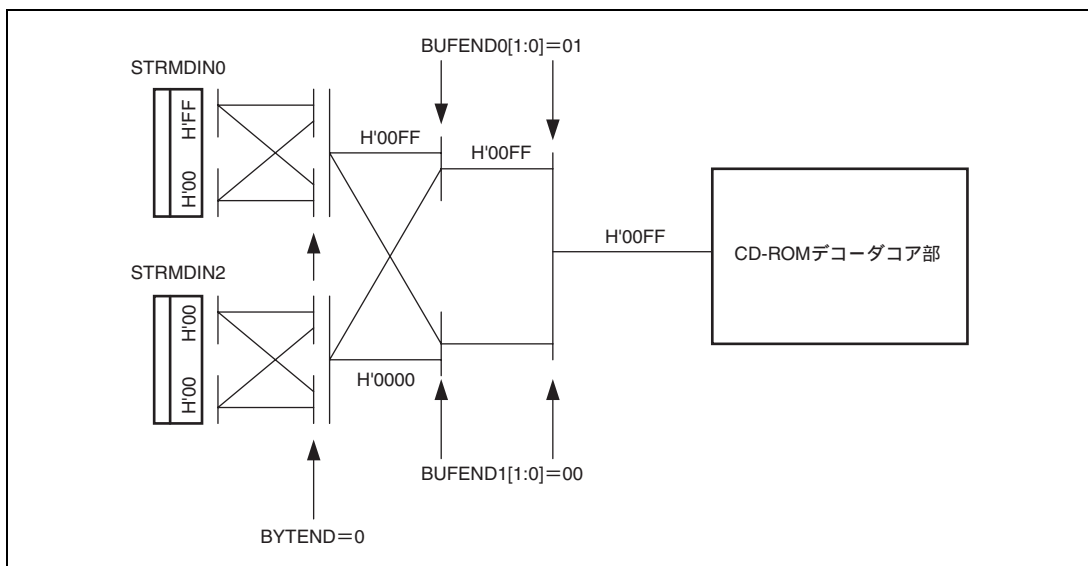 BUFEND0[1:0]=01
STRMDIN0
H'FF
H'00
H'00FF
H'00FF
H'00FF
CD-ROMデコーダコア部
STRMDIN2
H'00
H'00
H'0000
BUFEND1[1:0]=00
BYTEND=0